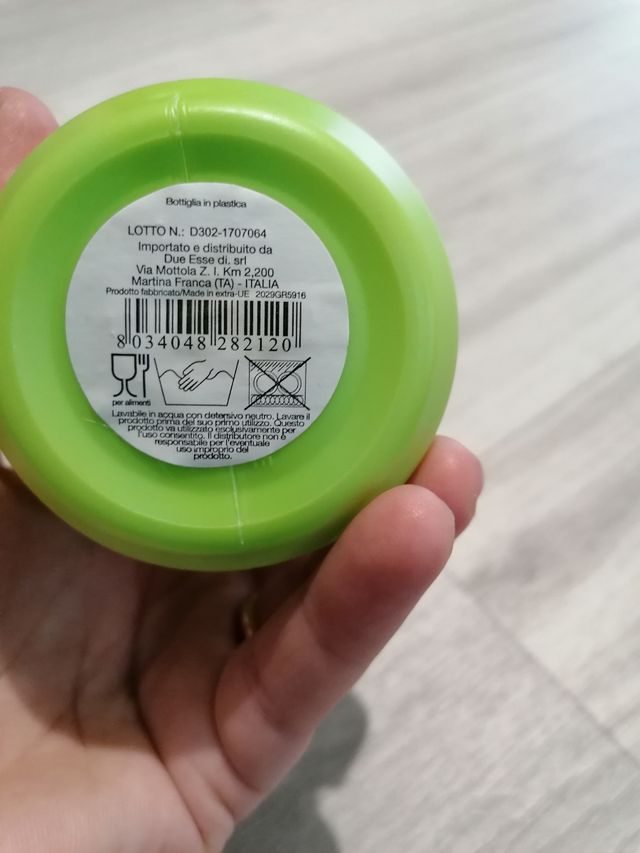 Bottiglia in plastica
LOTTO N.: D302-1707064
Importato e distribuito da
Due Esse di. srl
Via Mottola Z. I. Km 2,200
Martina Franca (TA) - ITALIA
Prodotto fabbricato/Made in extra-UE 2029GR5916
8 034048 282120
per alimenti
Lavabile in acqua con detersivo neutro. Lavare il
prodotto prima del suo primo utilizzo. Questo
prodotto va utilizzato esclusivamente per
l'uso consentito. Il distributore non è
responsabile per l'eventuale
uso improprio del
prodotto.